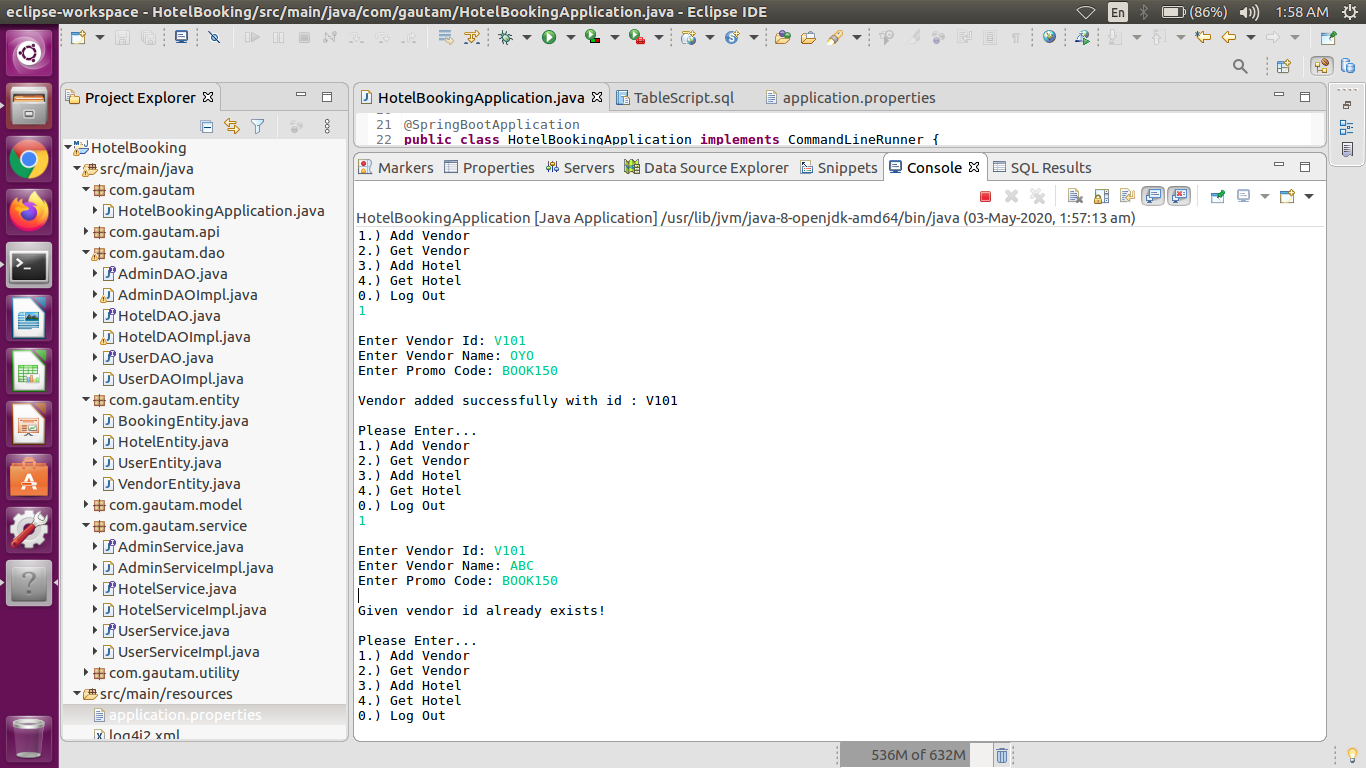 eclipse-workspace - HotelBooking/src/main/java/com/gautam/HotelBookingApplication.java - Eclipse IDE
En
(86%)
1:58 AM
Project Explorer
HotelBooking
src/main/java
com.gautam
HotelBookingApplication.java
com.gautam.api
com.gautam.dao
AdminDAO.java
AdminDAOImpl.java
HotelDAO.java
HotelDAOImpl.java
UserDAO.java
UserDAOImpl.java
com.gautam.entity
BookingEntity.java
HotelEntity.java
UserEntity.java
VendorEntity.java
com.gautam.model
com.gautam.service
AdminService.java
AdminServiceImpl.java
HotelService.java
HotelServiceImpl.java
UserService.java
UserServiceImpl.java
com.gautam.utility
src/main/resources
application.properties
log4j2.xml
HotelBookingApplication.java
TableScript.sql
application.properties
21 @SpringBootApplication
22 public class HotelBookingApplication implements CommandLineRunner {
Markers
Properties
Servers
Data Source Explorer
Snippets
Console
SQL Results
HotelBookingApplication [Java Application] /usr/lib/jvm/java-8-openjdk-amd64/bin/java (03-May-2020, 1:57:13 am)
1.) Add Vendor
2.) Get Vendor
3.) Add Hotel
4.) Get Hotel
0.) Log Out
1
Enter Vendor Id: V101
Enter Vendor Name: OYO
Enter Promo Code: BOOK150
Vendor added successfully with id : V101
Please Enter...
1.) Add Vendor
2.) Get Vendor
3.) Add Hotel
4.) Get Hotel
0.) Log Out
1
Enter Vendor Id: V101
Enter Vendor Name: ABC
Enter Promo Code: BOOK150
Given vendor id already exists!
Please Enter...
1.) Add Vendor
2.) Get Vendor
3.) Add Hotel
4.) Get Hotel
0.) Log Out
536M of 632M